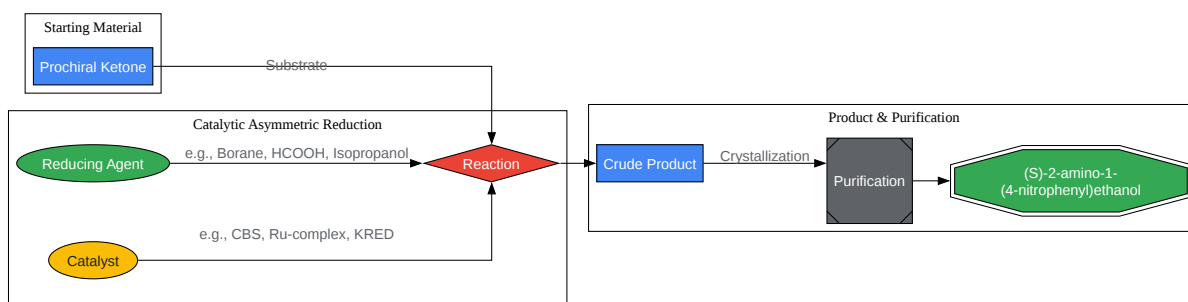 Starting Material
Prochiral Ketone
Substrate
Catalytic Asymmetric Reduction
Reducing Agent
e.g., Borane, HCOOH, Isopropanol
Reaction
e.g., CBS, Ru-complex, KRED
Catalyst
Product & Purification
Crude Product
Crystallization
Purification
(S)-2-amino-1-
(4-nitrophenyl)ethanol